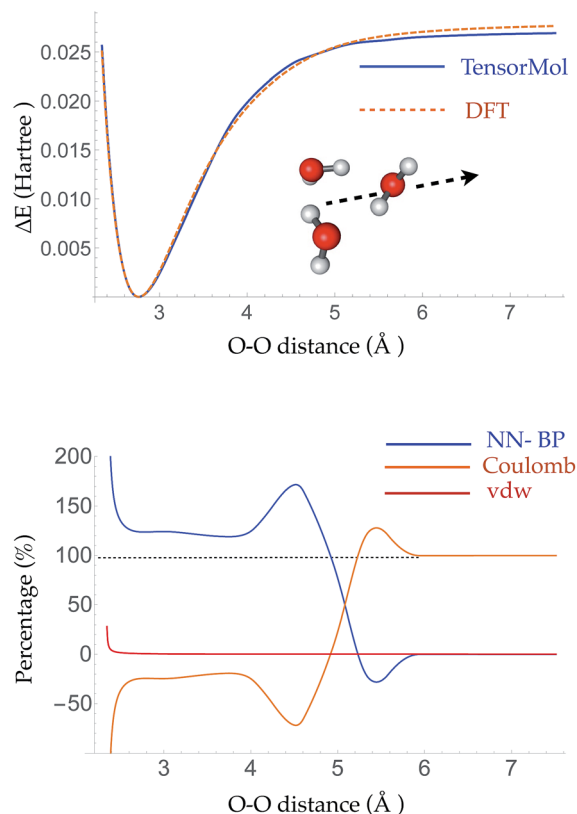 0.025
0.020
0.015
0.010
0.005
ΔE (Hartree)
TensorMol
DFT
3 4 5 6 7
O-O distance (Å )
NN- BP
Coulomb
vdw
200
150
100
50
0
−50
Percentage (%)
3 4 5 6 7
O-O distance (Å )